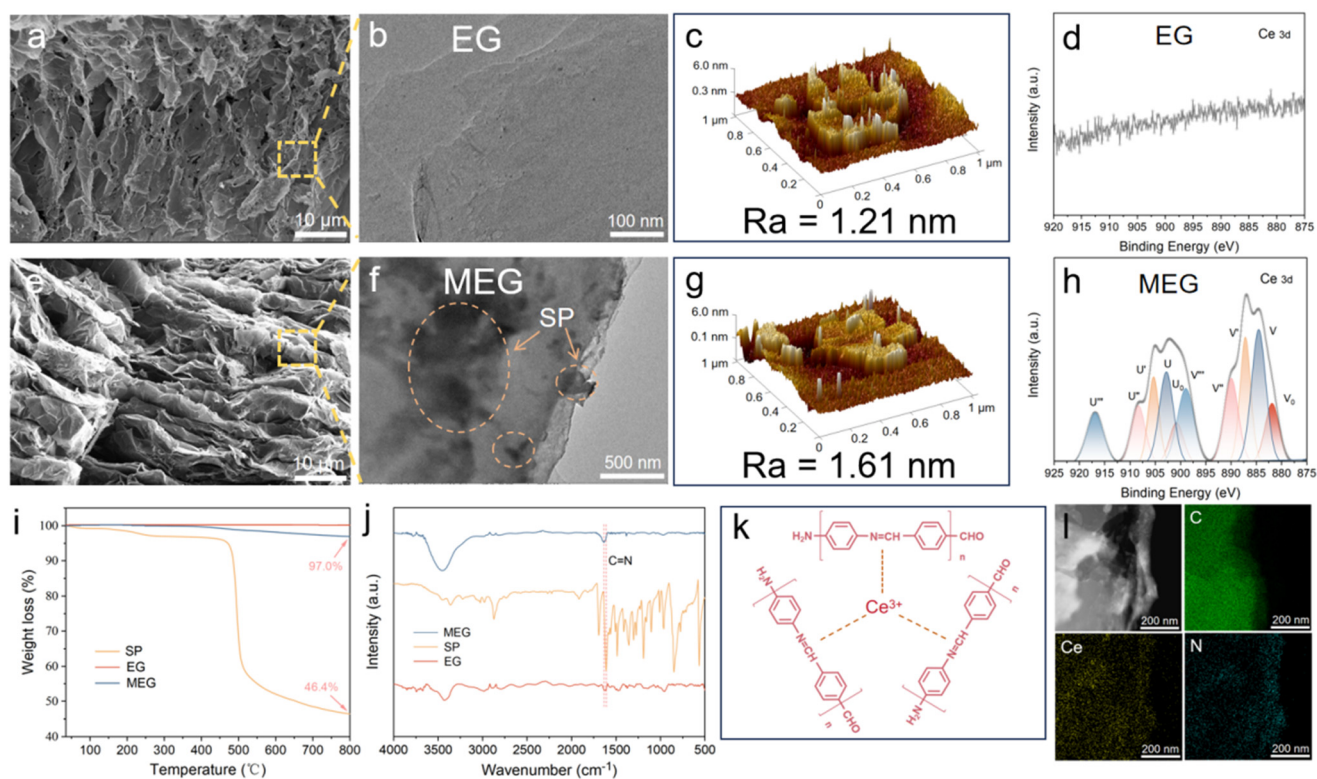 a
10 μm
b
EG
100 nm
c
6.0 nm
0.3 nm
1 μm
0.8
0.6
0.4
0.2
0
0.2
0.4
0.6
0.8
1 μm
Ra = 1.21 nm
d
EG
Ce 3d
Intensity (a.u.)
920 915 910 905 900 895 890 885 880 875
Binding Energy (eV)
e
10 μm
f
MEG
SP
500 nm
g
6.0 nm
0.1 nm
1 μm
0.8
0.6
0.4
0.2
0
0.2
0.4
0.6
0.8
1 μm
Ra = 1.61 nm
h
MEG
Ce 3d
Intensity (a.u.)
U'''
U''
U'
U
U0
V'''
V''
V'
V
V0
925 920 915 910 905 900 895 890 885 880 875
Binding Energy (eV)
i
Weight loss (%)
100
90
80
70
60
50
40
97.0%
46.4%
SP
EG
MEG
100 200 300 400 500 600 700 800
Temperature (℃)
j
Intensity (a.u.)
C=N
MEG
SP
EG
4000 3500 3000 2500 2000 1500 1000 500
Wavenumber (cm-1)
k
H2N
N=CH
CHO
n
Ce3+
H2N
N=CH
CHO
n
CHO
n
N=CH
H2N
l
200 nm
C
200 nm
Ce
200 nm
N
200 nm